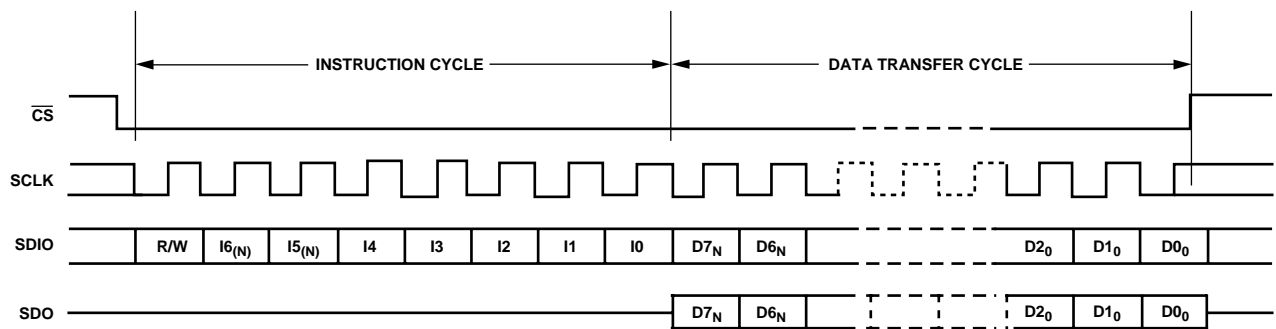 INSTRUCTION CYCLE DATA TRANSFER CYCLE
CS
SCLK
SDIO R/W I6(N) I5(N) I4 I3 I2 I1 I0 D7N D6N D20 D10 D00
SDO D7N D6N D20 D10 D00